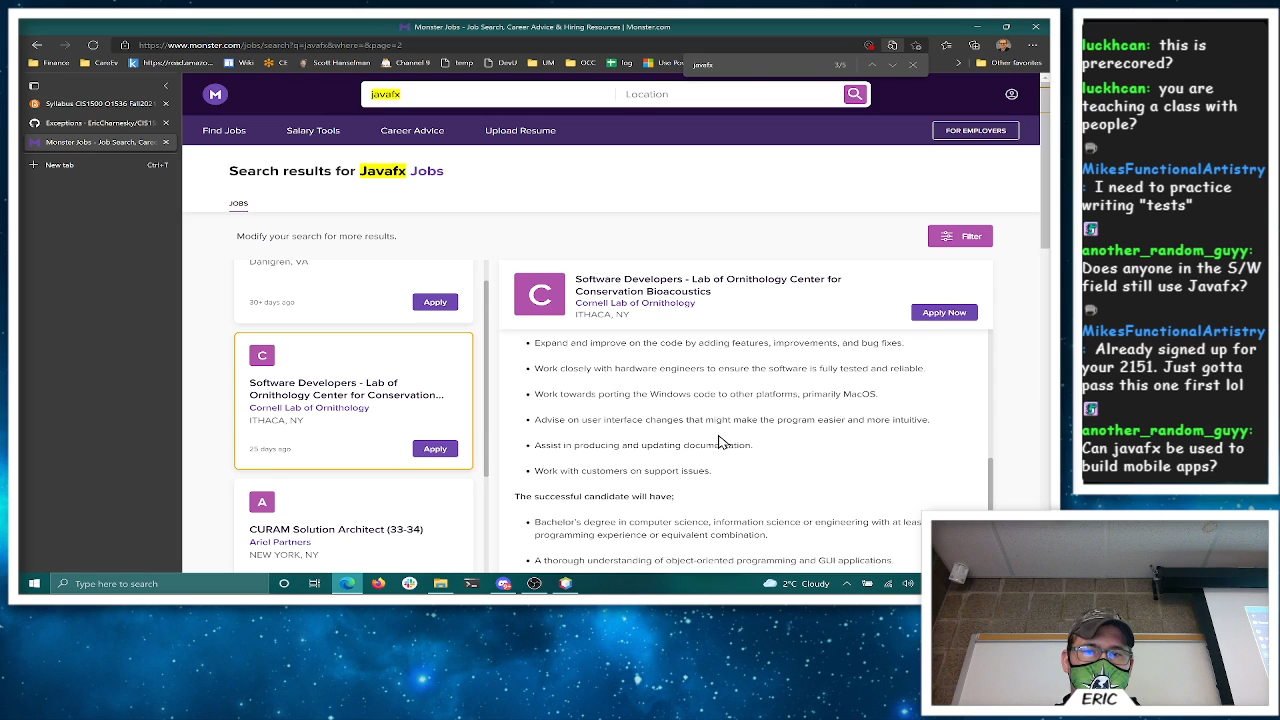 Monster Jobs - Job Search, Career Advice & Hiring Resources | Monster.com
https://www.monster.com/jobs/search?q=javafx&where=&page=2
Finance
Caretv
https://read.amazo...
Wiki
CE
Scott Hanselman
Channel 9
temp
DevU
UM
OCC
log
Use Po
Other favorites
javafx
3/5
Syllabus CIS1500 O1536 Fall202
Exceptions - EricCharnesky/CIS1
Monster Jobs - Job Search, Care
New tab
Ctrl+T
M
javafx
Location
Find Jobs
Salary Tools
Career Advice
Upload Resume
FOR EMPLOYERS
Search results for Javafx Jobs
JOBS
Modify your search for more results.
Filter
Dahlgren, VA
30+ days ago
Apply
C
Software Developers - Lab of
Ornithology Center for Conservation...
Cornell Lab of Ornithology
ITHACA, NY
25 days ago
Apply
A
CURAM Solution Architect (33-34)
Ariel Partners
NEW YORK, NY
C
Software Developers - Lab of Ornithology Center for
Conservation Bioacoustics
Cornell Lab of Ornithology
ITHACA, NY
Apply Now
• Expand and improve on the code by adding features, improvements, and bug fixes.
• Work closely with hardware engineers to ensure the software is fully tested and reliable.
• Work towards porting the Windows code to other platforms, primarily MacOS.
• Advise on user interface changes that might make the program easier and more intuitive.
• Assist in producing and updating documentation.
• Work with customers on support issues.
The successful candidate will have;
• Bachelor's degree in computer science, information science or engineering with at leas
programming experience or equivalent combination.
• A thorough understanding of object-oriented programming and GUI applications.
Type here to search
2°C Cloudy
luckhcan: this is
prerecored?
luckhcan: you are
teaching a class with
people?
MikesFunctionalArtistry
: I need to practice
writing "tests"
another_random_guyy:
Does anyone in the S/W
field still use Javafx?
MikesFunctionalArtistry
: Already signed up for
your 2151. Just gotta
pass this one first lol
another_random_guyy:
Can javafx be used to
build mobile apps?
ERIC